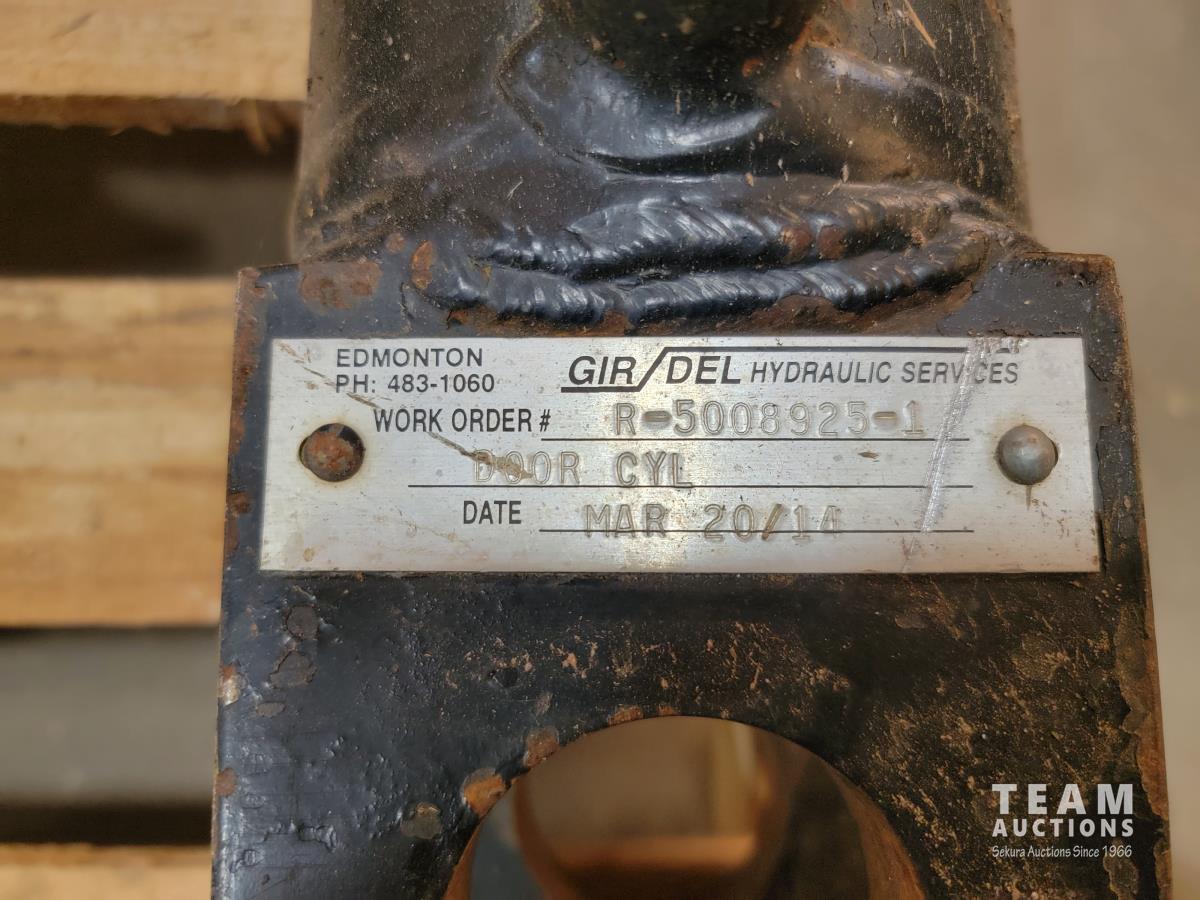 EDMONTON
PH: 483-1060
GIR/DEL HYDRAULIC SERVICES
WORK ORDER # R-5008925-1
DOOR CYL
DATE MAR 20/14
TEAM
AUCTIONS
Sekura Auctions Since 1966